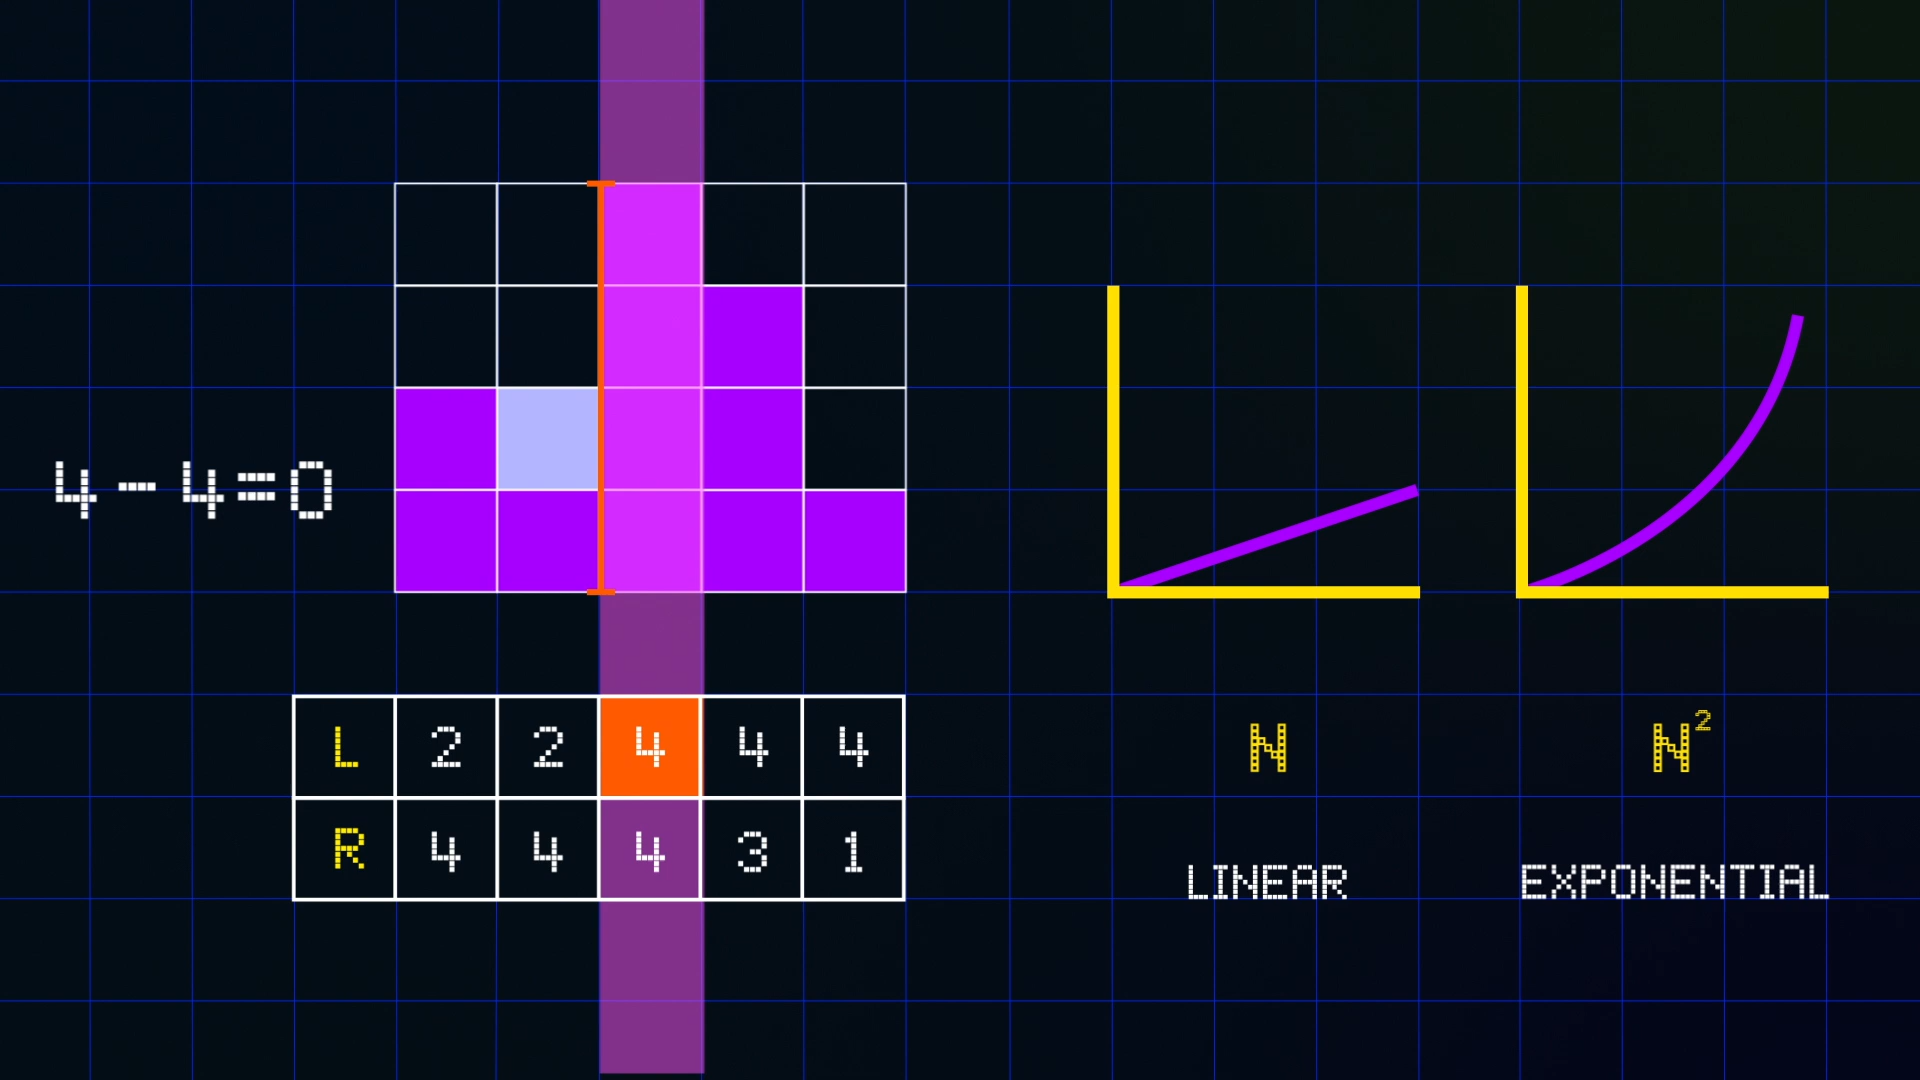 4-4=0
L 2 2 4 4 4
R 4 4 4 3 1
N
N²
LINEAR
EXPONENTIAL